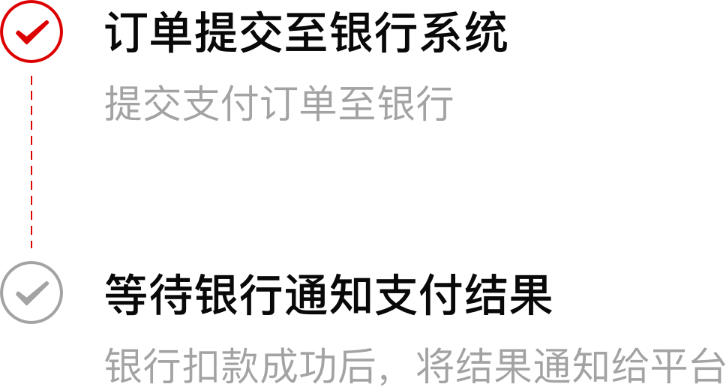 订单提交至银行系统
提交支付订单至银行
等待银行通知支付结果
银行扣款成功后，将结果通知给平台